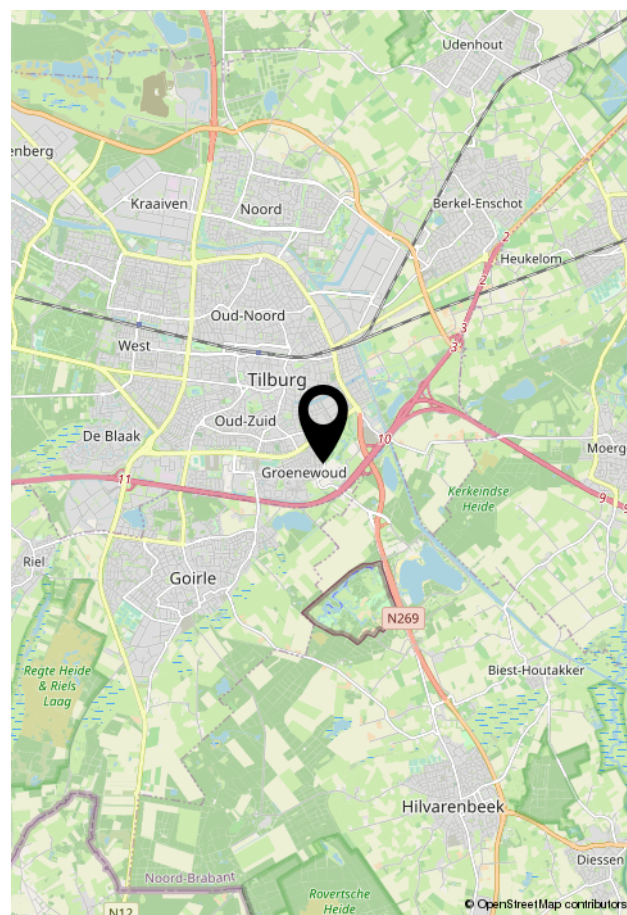 Udenhout
enberg
Kraaiven
Noord
Berkel-Enschot
2
Heukelom
2
Oud-Noord
3
West
3
Tilburg
Oud-Zuid
De Blaak
10
Moerg
Groenewoud
11
Kerkeindse
Heide
9
9
Riel
Goirle
N269
Regte Heide
& Riels
Laag
Biest-Houtakker
Hilvarenbeek
Diessen
Noord-Brabant
Rovertsche
Heide
N12
© OpenStreetMap contributors